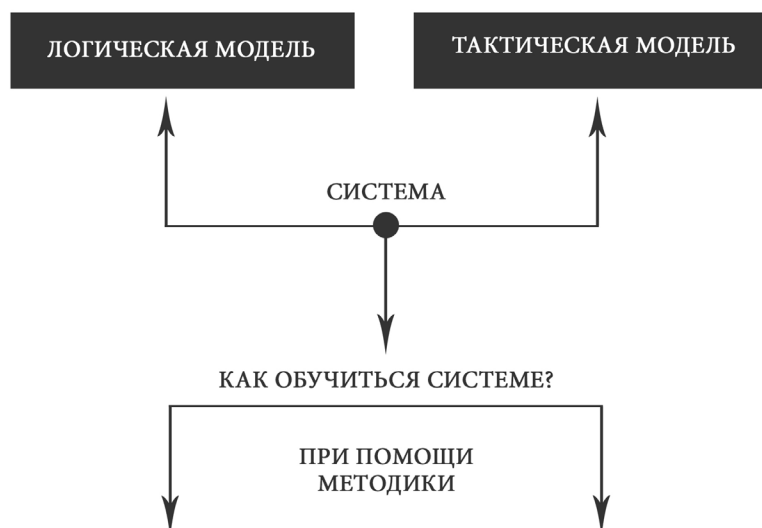 ЛОГИЧЕСКАЯ МОДЕЛЬ
ТАКТИЧЕСКАЯ МОДЕЛЬ
СИСТЕМА
КАК ОБУЧИТЬСЯ СИСТЕМЕ?
ПРИ ПОМОЩИ
МЕТОДИКИ